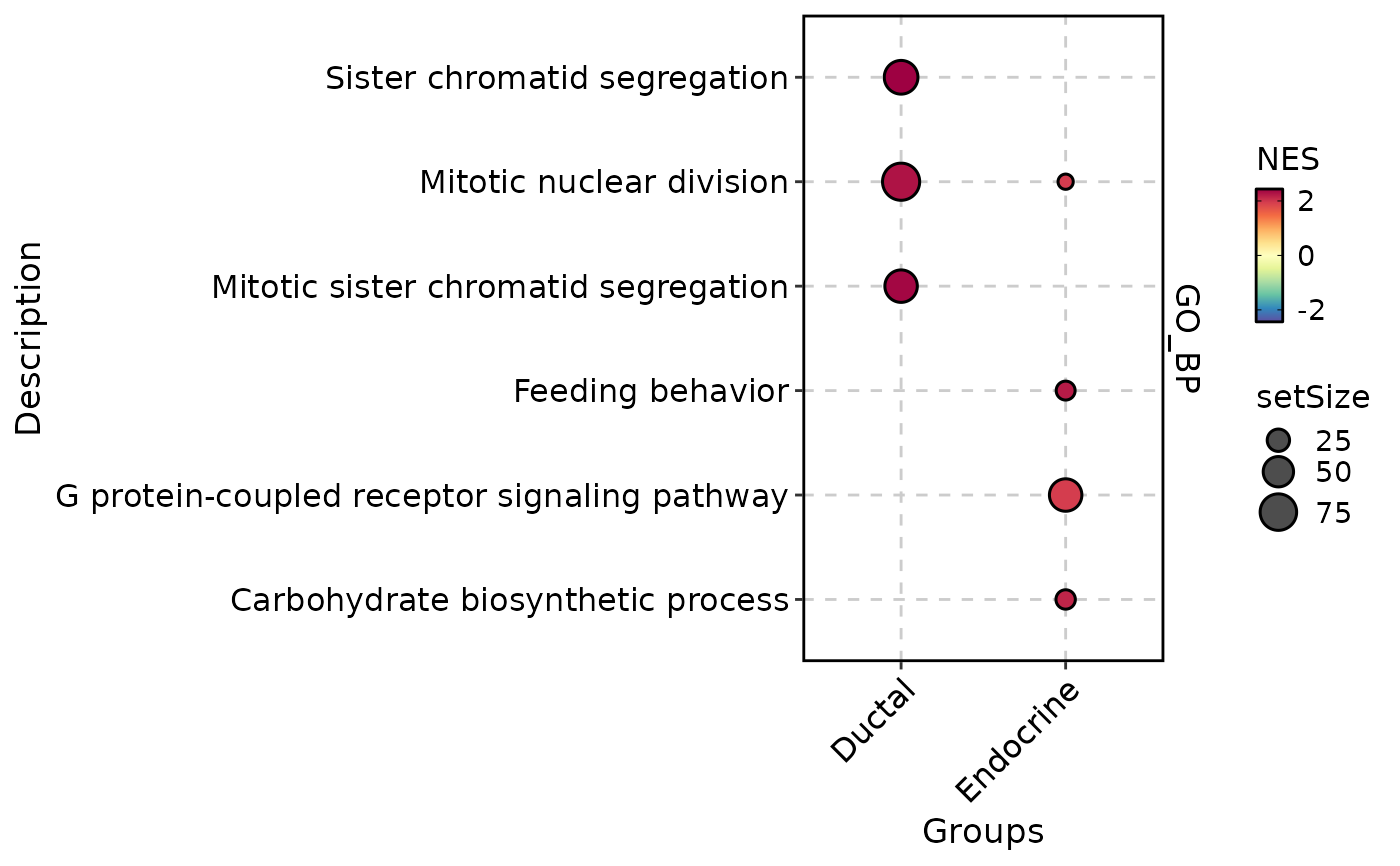 Description
Sister chromatid segregation
Mitotic nuclear division
Mitotic sister chromatid segregation
Feeding behavior
G protein-coupled receptor signaling pathway
Carbohydrate biosynthetic process
Ductal
Endocrine
Groups
GO_BP
NES
2
0
-2
setSize
25
50
75